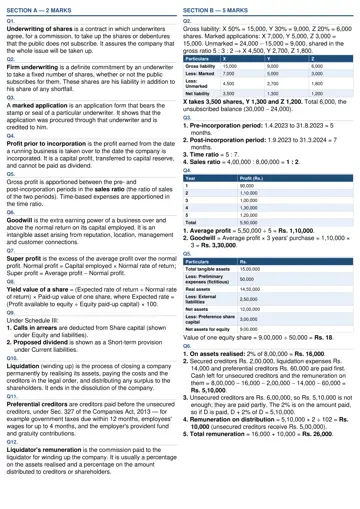 SECTION A — 2 MARKS
Q1.
Underwriting of shares is a contract in which underwriters
agree, for a commission, to take up the shares or debentures
that the public does not subscribe. It assures the company that
the whole issue will be taken up.
Q2.
Firm underwriting is a definite commitment by an underwriter
to take a fixed number of shares, whether or not the public
subscribes for them. These shares are his liability in addition to
his share of any shortfall.
Q3.
A marked application is an application form that bears the
stamp or seal of a particular underwriter. It shows that the
application was procured through that underwriter and is
credited to him.
Q4.
Profit prior to incorporation is the profit earned from the date
a running business is taken over to the date the company is
incorporated. It is a capital profit, transferred to capital reserve,
and cannot be paid as dividend.
Q5.
Gross profit is apportioned between the pre- and
post-incorporation periods in the sales ratio (the ratio of sales
of the two periods). Time-based expenses are apportioned in
the time ratio.
Q6.
Goodwill is the extra earning power of a business over and
above the normal return on its capital employed. It is an
intangible asset arising from reputation, location, management
and customer connections.
Q7.
Super profit is the excess of the average profit over the normal
profit. Normal profit = Capital employed × Normal rate of return;
Super profit = Average profit − Normal profit.
Q8.
Yield value of a share = (Expected rate of return ÷ Normal rate
of return) × Paid-up value of one share, where Expected rate =
(Profit available to equity ÷ Equity paid-up capital) × 100.
Q9.
Under Schedule III:
1. Calls in arrears are deducted from Share capital (shown
under Equity and liabilities).
2. Proposed dividend is shown as a Short-term provision
under Current liabilities.
Q10.
Liquidation (winding up) is the process of closing a company
permanently by realising its assets, paying the costs and the
creditors in the legal order, and distributing any surplus to the
shareholders. It ends in the dissolution of the company.
Q11.
Preferential creditors are creditors paid before the unsecured
creditors, under Sec. 327 of the Companies Act, 2013 — for
example government taxes due within 12 months, employees'
wages for up to 4 months, and the employer's provident fund
and gratuity contributions.
Q12.
Liquidator's remuneration is the commission paid to the
liquidator for winding up the company. It is usually a percentage
on the assets realised and a percentage on the amount
distributed to creditors or shareholders.
SECTION B — 5 MARKS
Q2.
Gross liability: X 50% = 15,000, Y 30% = 9,000, Z 20% = 6,000
shares. Marked applications: X 7,000, Y 5,000, Z 3,000 =
15,000. Unmarked = 24,000 − 15,000 = 9,000, shared in the
gross ratio 5 : 3 : 2 → X 4,500, Y 2,700, Z 1,800.
Particulars X Y Z
Gross liability 15,000 9,000 6,000
Less: Marked 7,000 5,000 3,000
Less: Unmarked 4,500 2,700 1,800
Net liability 3,500 1,300 1,200
X takes 3,500 shares, Y 1,300 and Z 1,200. Total 6,000, the
unsubscribed balance (30,000 − 24,000).
Q3.
1. Pre-incorporation period: 1.4.2023 to 31.8.2023 = 5
months.
2. Post-incorporation period: 1.9.2023 to 31.3.2024 = 7
months.
3. Time ratio = 5 : 7.
4. Sales ratio = 4,00,000 : 8,00,000 = 1 : 2.
Q4.
Year Profit (Rs.)
1 90,000
2 1,10,000
3 1,00,000
4 1,30,000
5 1,20,000
Total 5,50,000
1. Average profit = 5,50,000 ÷ 5 = Rs. 1,10,000.
2. Goodwill = Average profit × 3 years' purchase = 1,10,000 ×
3 = Rs. 3,30,000.
Q5.
Particulars Rs.
Total tangible assets 15,00,000
Less: Preliminary expenses (fictitious) 50,000
Real assets 14,50,000
Less: External liabilities 2,50,000
Net assets 12,00,000
Less: Preference share capital 3,00,000
Net assets for equity 9,00,000
Value of one equity share = 9,00,000 ÷ 50,000 = Rs. 18.
Q6.
1. On assets realised: 2% of 8,00,000 = Rs. 16,000.
2. Secured creditors Rs. 2,00,000, liquidation expenses Rs.
14,000 and preferential creditors Rs. 60,000 are paid first.
Cash left for unsecured creditors and the remuneration on
them = 8,00,000 − 16,000 − 2,00,000 − 14,000 − 60,000 =
Rs. 5,10,000.
3. Unsecured creditors are Rs. 6,00,000, so Rs. 5,10,000 is not
enough; they are paid partly. The 2% is on the amount paid,
so if D is paid, D + 2% of D = 5,10,000.
4. Remuneration on distribution = 5,10,000 × 2 ÷ 102 = Rs.
10,000 (unsecured creditors receive Rs. 5,00,000).
5. Total remuneration = 16,000 + 10,000 = Rs. 26,000.